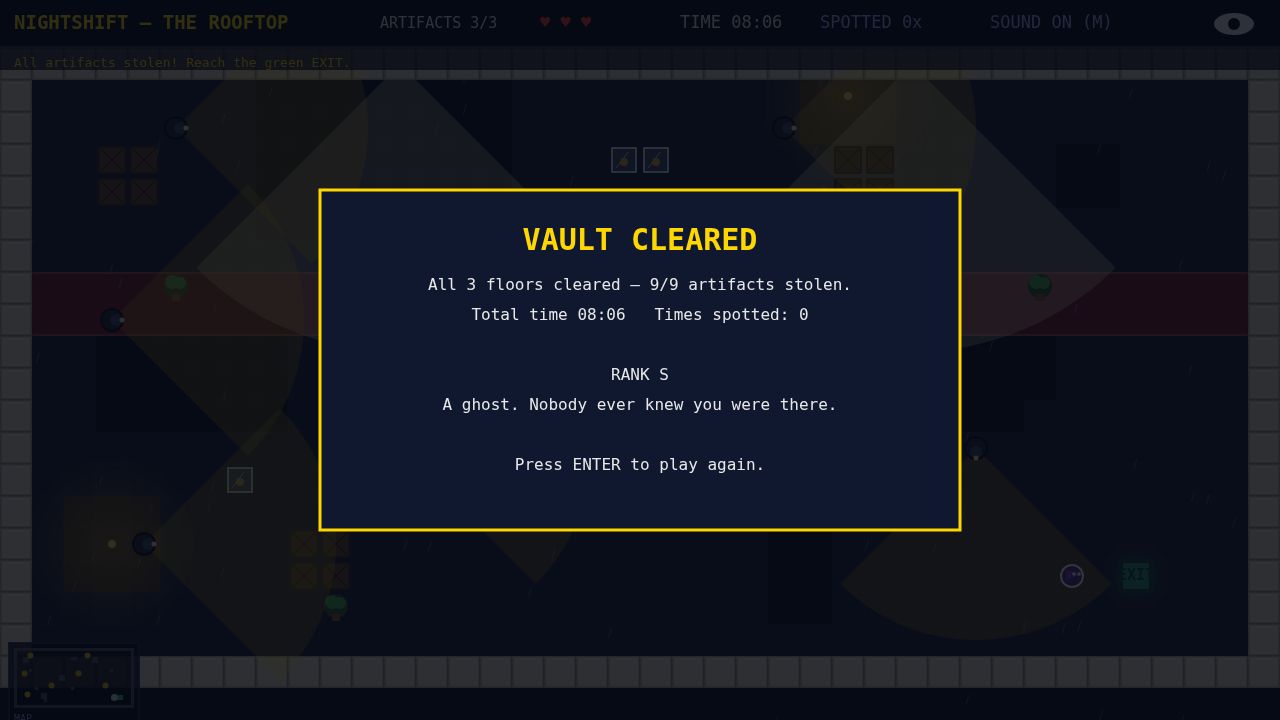 NIGHTSHIFT — THE ROOFTOP
ARTIFACTS 3/3
TIME 08:06
SPOTTED 0x
SOUND ON (M)
All artifacts stolen! Reach the green EXIT.
VAULT CLEARED
All 3 floors cleared — 9/9 artifacts stolen.
Total time 08:06   Times spotted: 0
RANK S
A ghost. Nobody ever knew you were there.
Press ENTER to play again.
EXIT
MAP